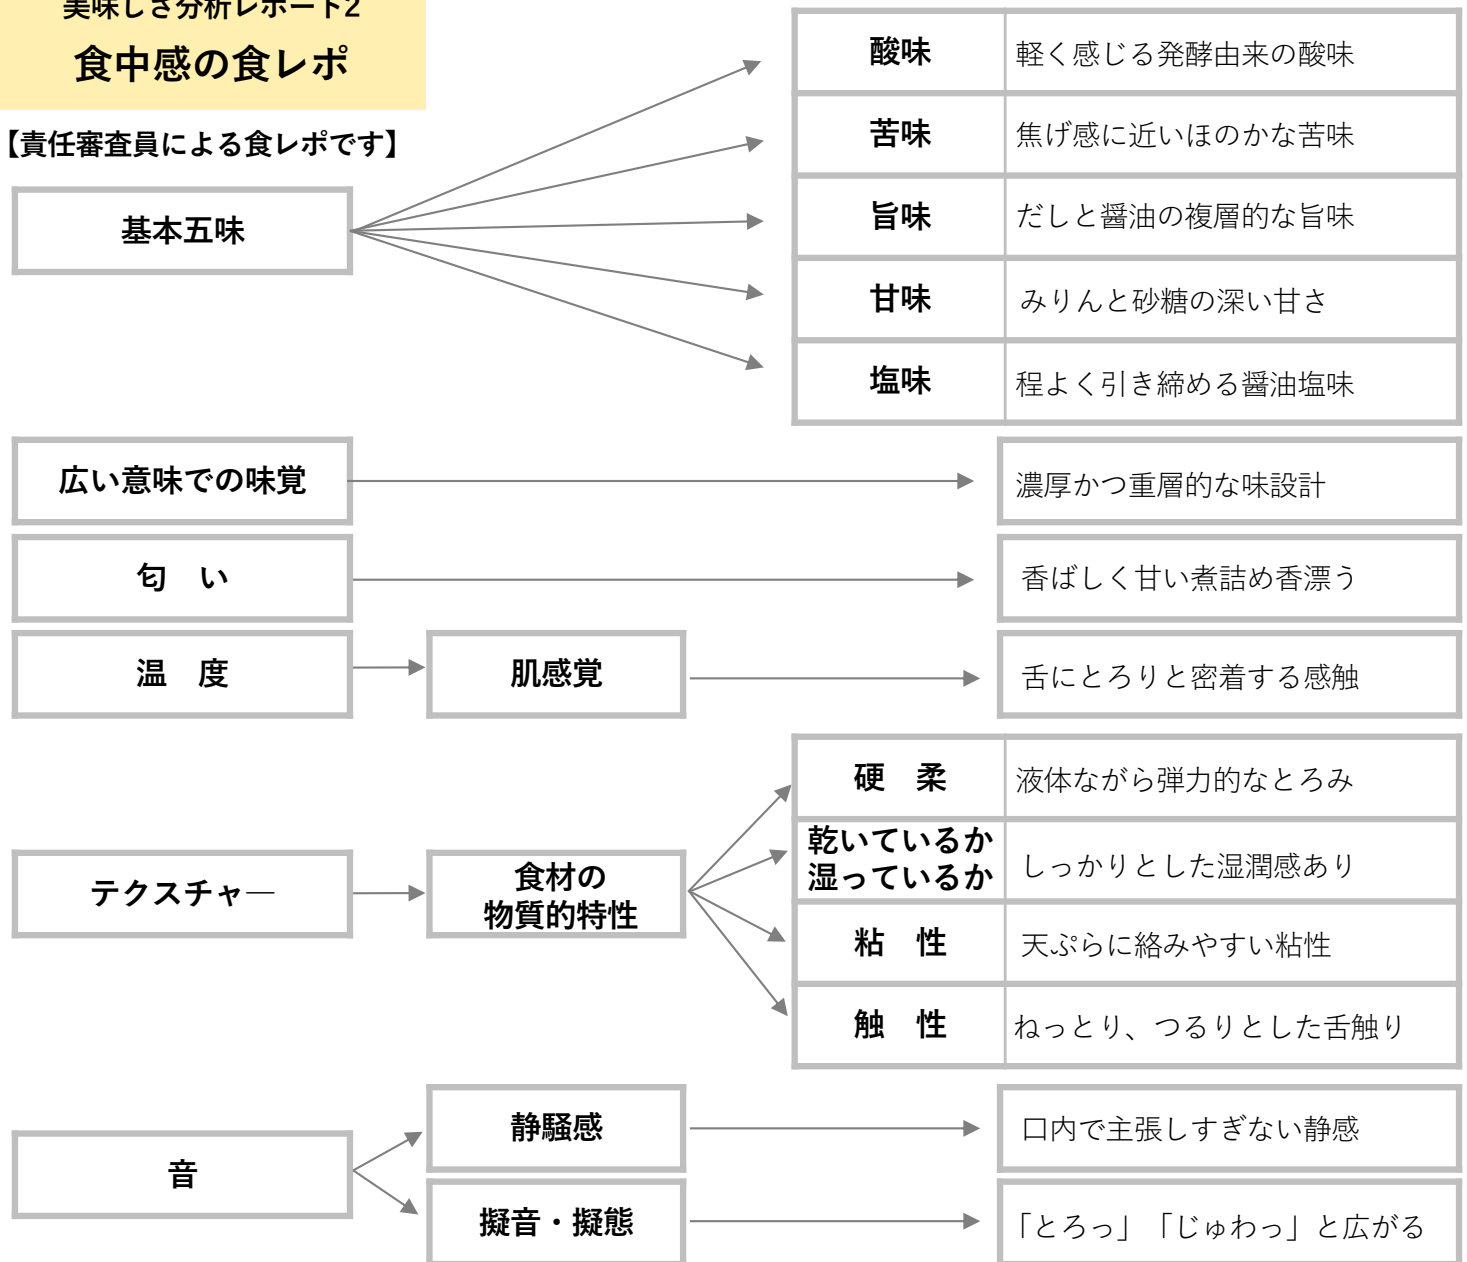 美味しさ分析レポート2
食中感の食レポ
【責任審査員による食レポです】
基本五味
酸味 軽く感じる発酵由来の酸味
苦味 焦げ感に近いほのかな苦味
旨味 だしと醤油の複層的な旨味
甘味 みりんと砂糖の深い甘さ
塩味 程よく引き締める醤油塩味
広い意味での味覚 濃厚かつ重層的な味設計
匂　い 香ばしく甘い煮詰め香漂う
温　度 肌感覚 舌にとろりと密着する感触
テクスチャ―
食材の
物質的特性
硬　柔 液体ながら弾力的なとろみ
乾いているか
湿っているか
しっかりとした湿潤感あり
粘　性 天ぷらに絡みやすい粘性
触　性 ねっとり、つるりとした舌触り
音
静騒感 口内で主張しすぎない静感
擬音・擬態 「とろっ」「じゅわっ」と広がる